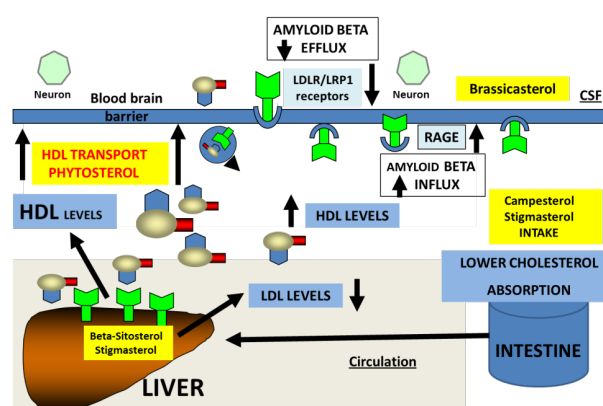 AMYLOID BETA
EFFLUX
Neuron
LDLR/LRP1
receptors
Neuron
Brassicasterol
CSF
Blood brain
barrier
HDL TRANSPORT
PHYTOSTEROL
RAGE
AMYLOID BETA
INFLUX
HDL LEVELS
HDL LEVELS
Campesterol
Stigmasterol
INTAKE
LOWER CHOLESTEROL
ABSORPTION
LDL LEVELS
Beta-Sitosterol
Stigmasterol
LIVER
Circulation
INTESTINE